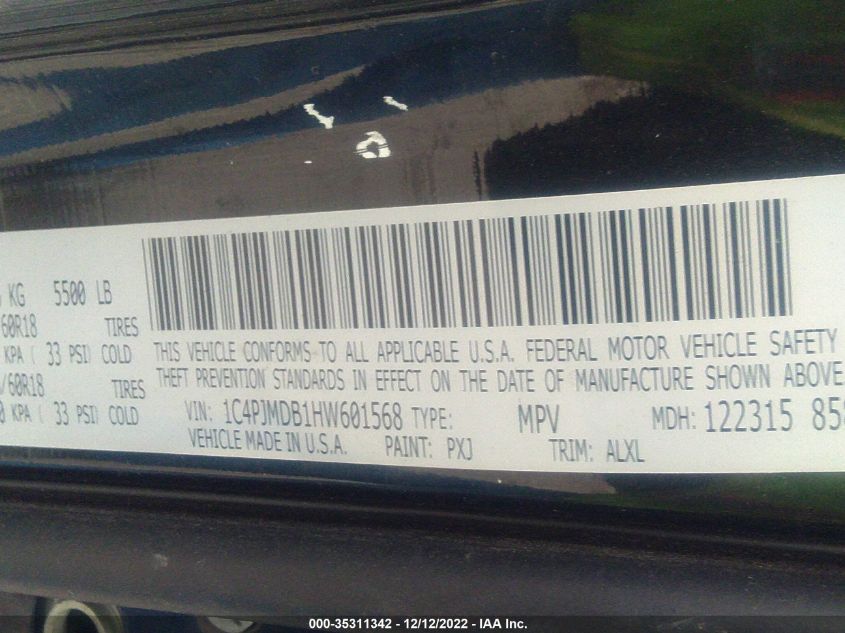 KG 5500 LB
/60R18 TIRES
KPA ( 33 PSI) COLD
/60R18 TIRES
0 KPA ( 33 PSI) COLD
THIS VEHICLE CONFORMS TO ALL APPLICABLE U.S.A. FEDERAL MOTOR VEHICLE SAFETY
THEFT PREVENTION STANDARDS IN EFFECT ON THE DATE OF MANUFACTURE SHOWN ABOVE.
VIN: 1C4PJMDB1HW601568 TYPE: MPV MDH: 122315 858
VEHICLE MADE IN U.S.A. PAINT: PXJ TRIM: ALXL
000-35311342 - 12/12/2022 - IAA Inc.